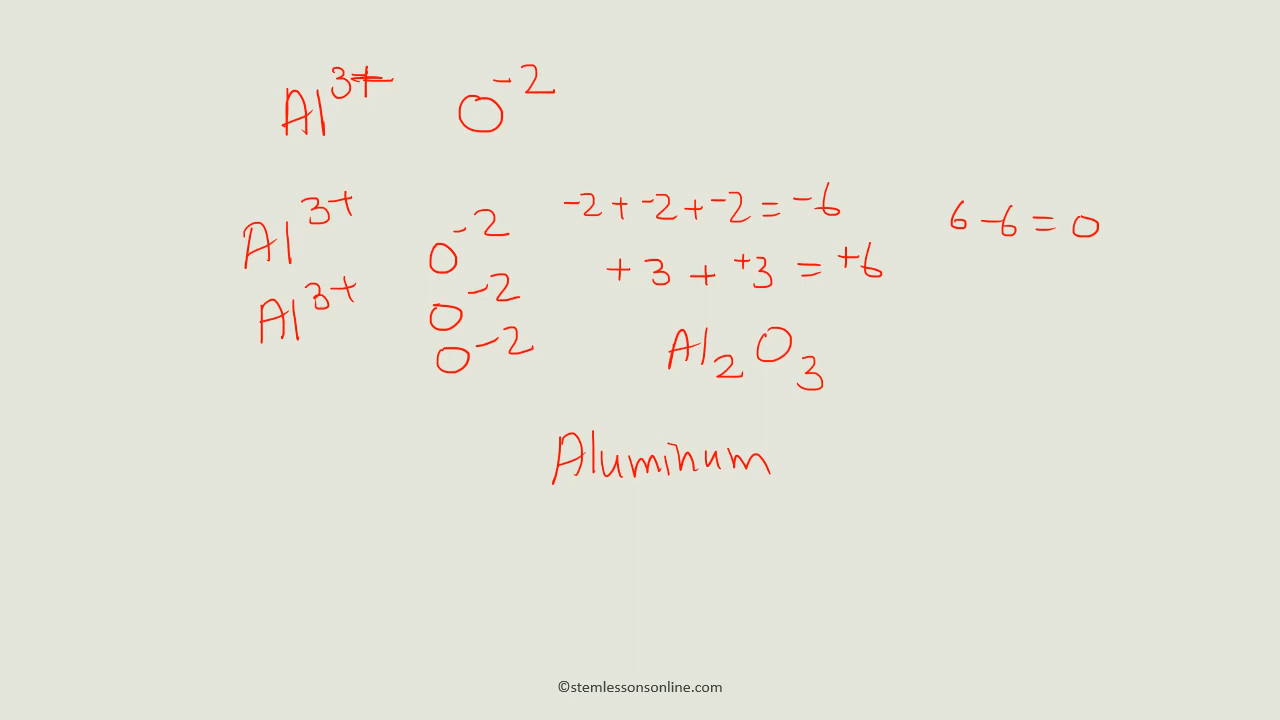 Al³⁺ O⁻²
Al³⁺ O⁻² -2 + -2 + -2 = -6 6 - 6 = 0
Al³⁺ O⁻² + 3 + +3 = +6
O⁻² Al₂O₃
Aluminum
©stemlessonsonline.com